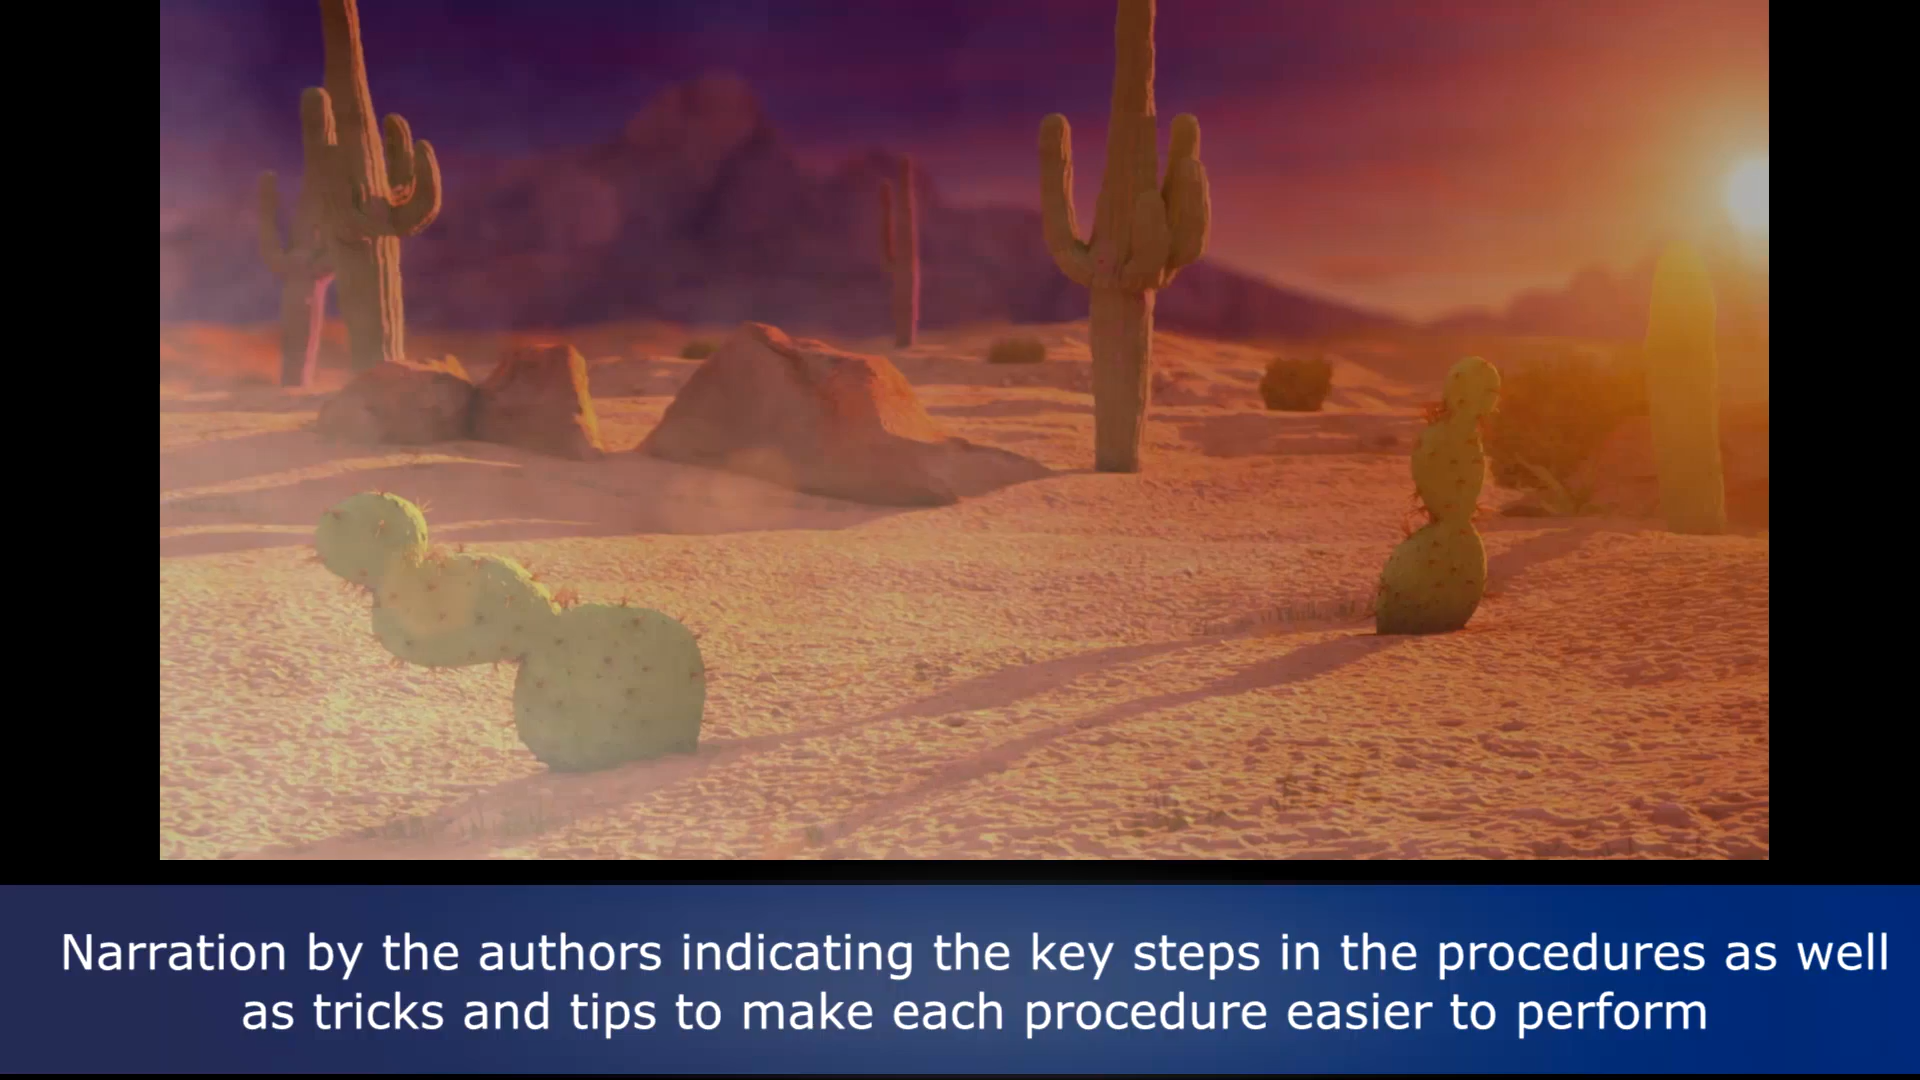 Narration by the authors indicating the key steps in the procedures as well
as tricks and tips to make each procedure easier to perform